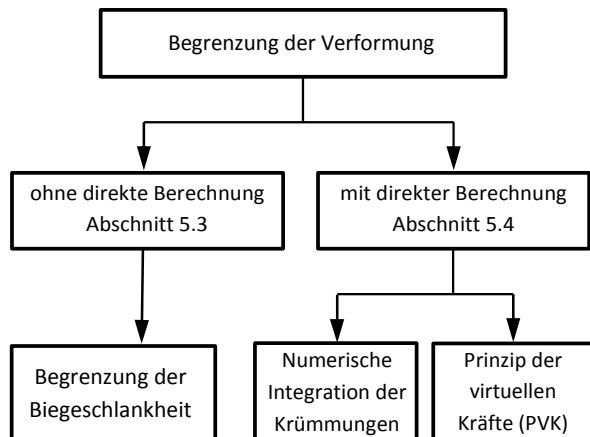 Begrenzung der Verformung
ohne direkte Berechnung
Abschnitt 5.3
mit direkter Berechnung
Abschnitt 5.4
Begrenzung der
Biegeschlankheit
Numerische
Integration der
Krümmungen
Prinzip der
virtuellen
Kräfte (PVK)